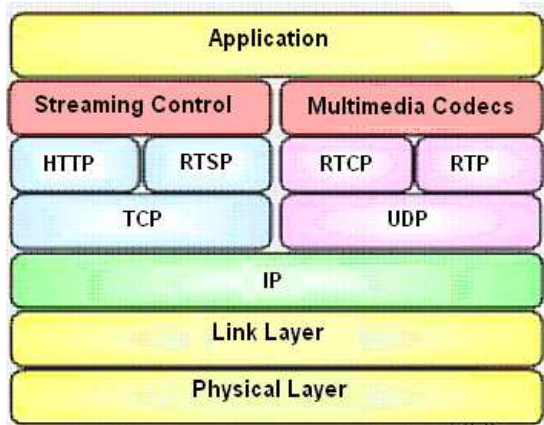 Application
Streaming Control Multimedia Codecs
HTTP RTSP RTCP RTP
TCP UDP
IP
Link Layer
Physical Layer